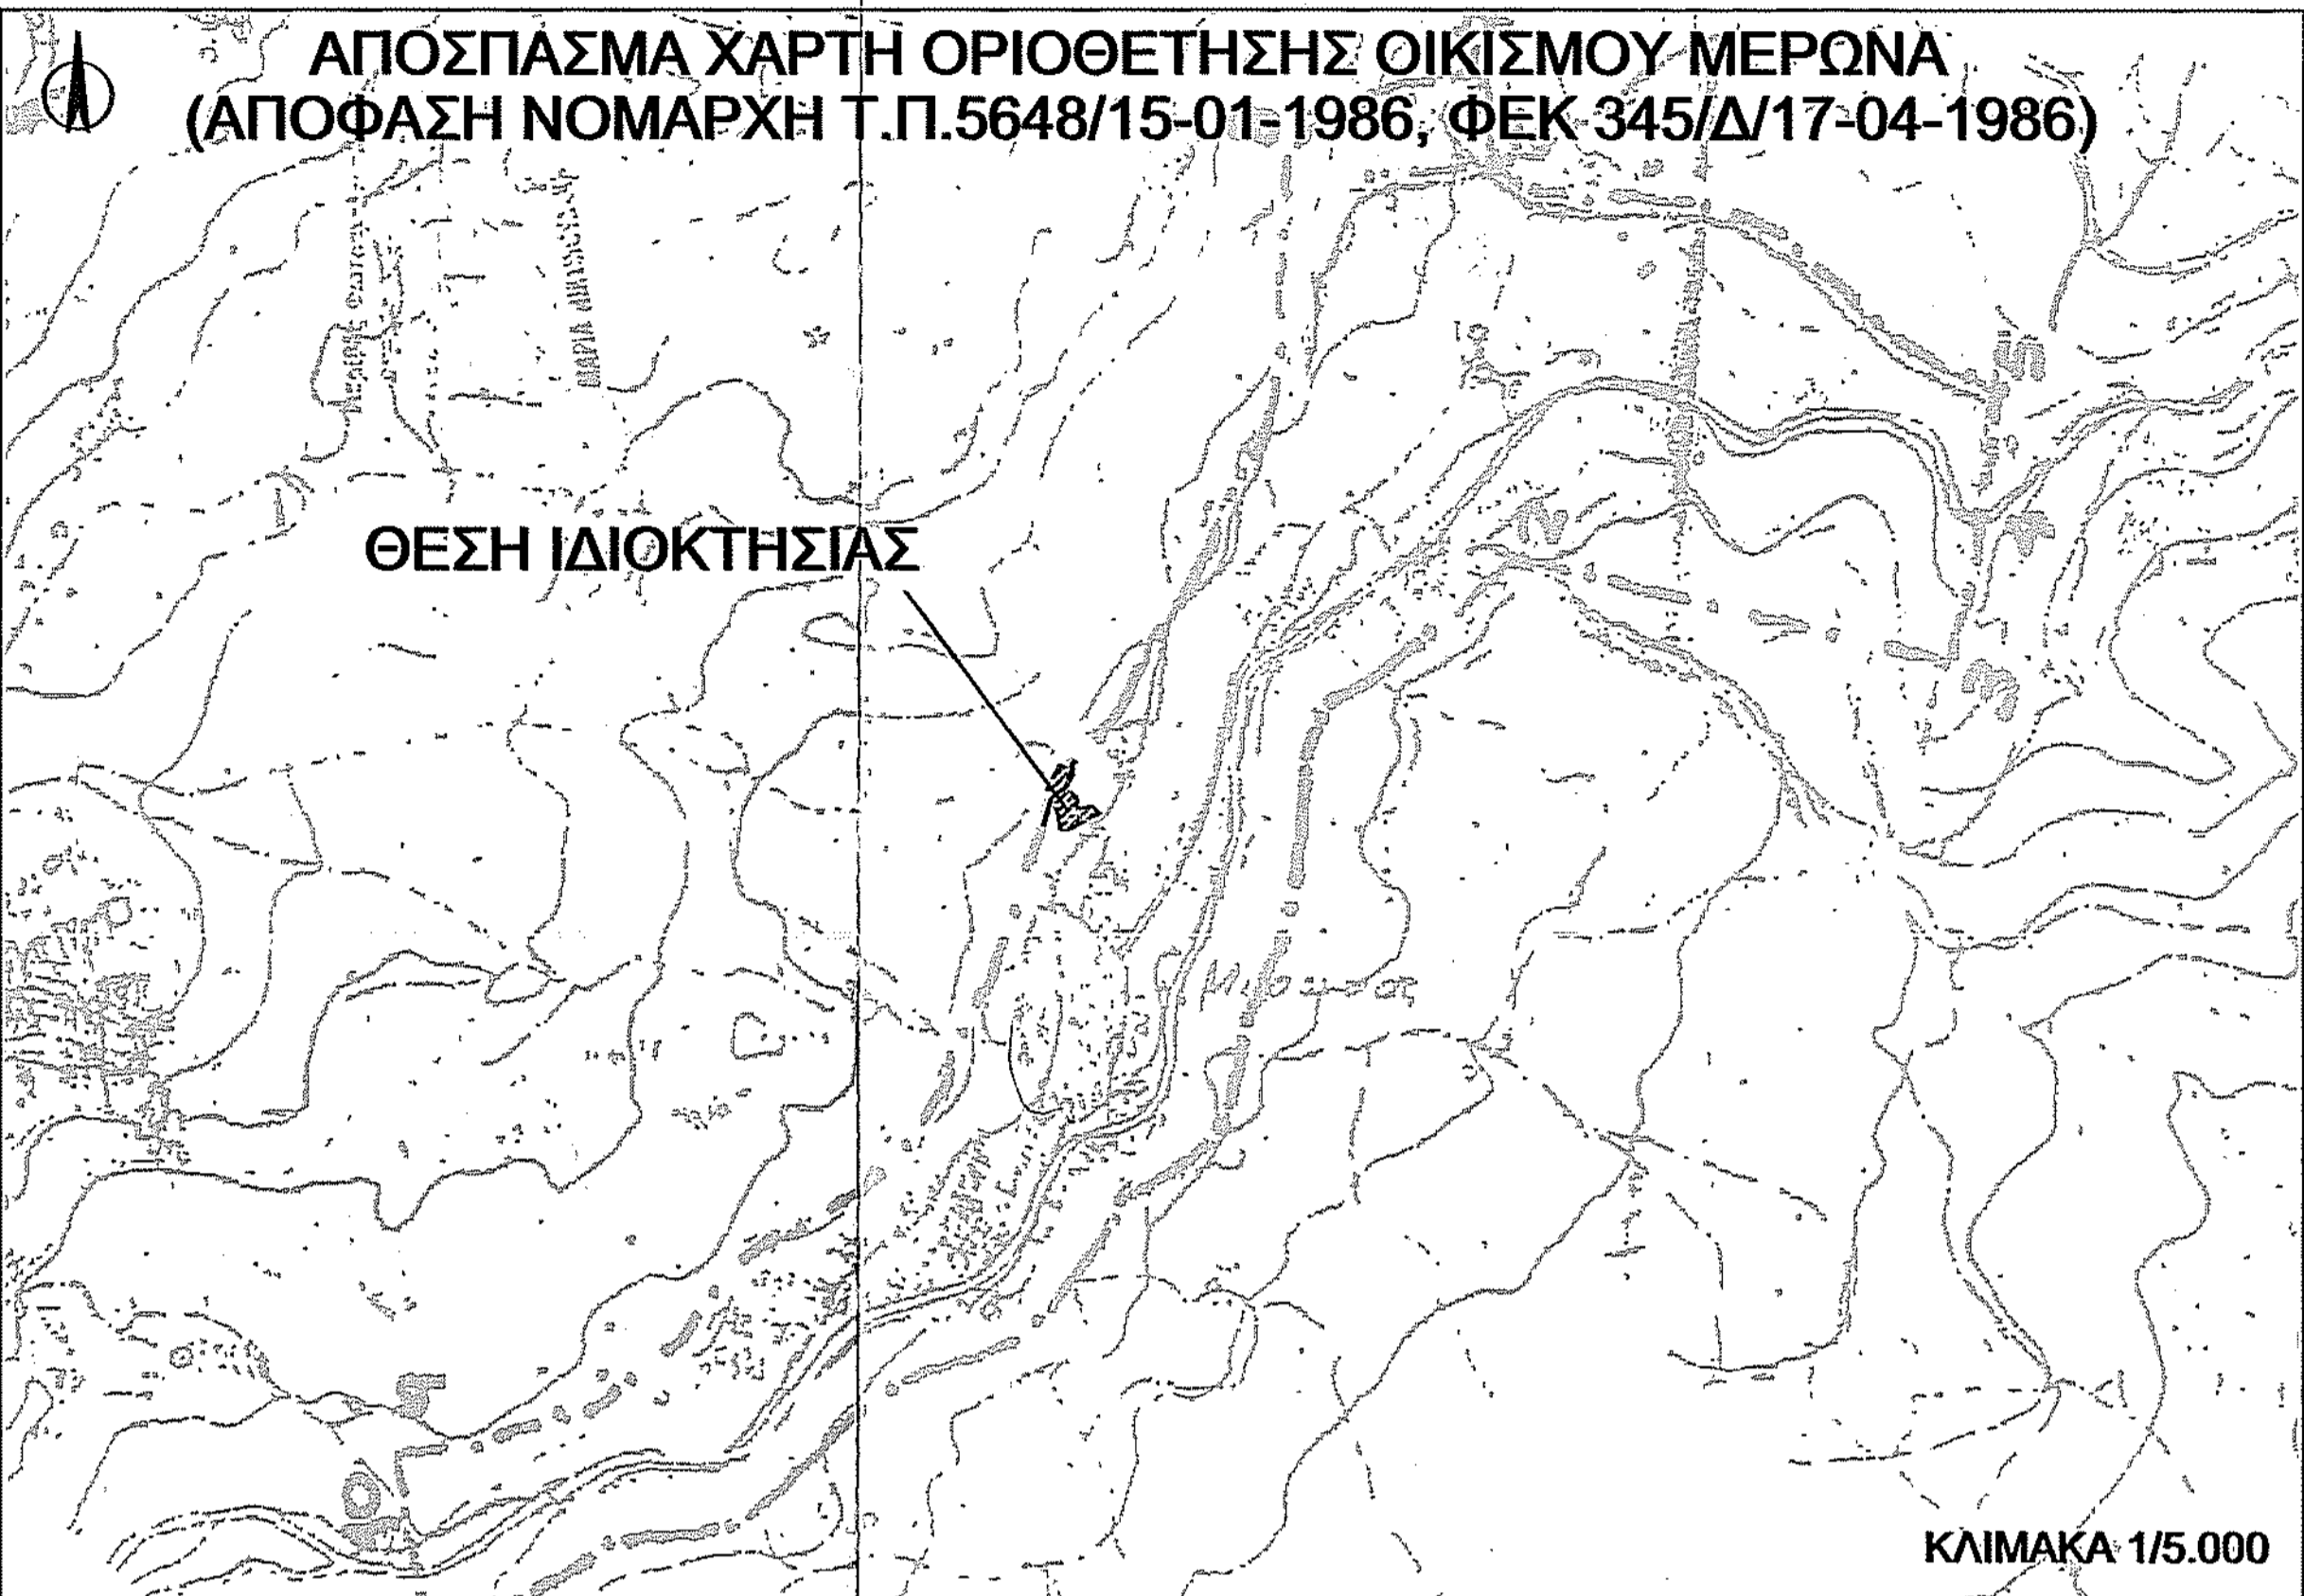 ΑΠΟΣΠΑΣΜΑ ΧΑΡΤΗ ΟΡΙΟΘΕΤΗΣΗΣ ΟΙΚΙΣΜΟΥ ΜΕΡΩΝΑ
(ΑΠΟΦΑΣΗ ΝΟΜΑΡΧΗ Τ.Π.5648/15-01-1986, ΦΕΚ 345/Δ/17-04-1986)
ΘΕΣΗ ΙΔΙΟΚΤΗΣΙΑΣ
ΚΛΙΜΑΚΑ 1/5.000